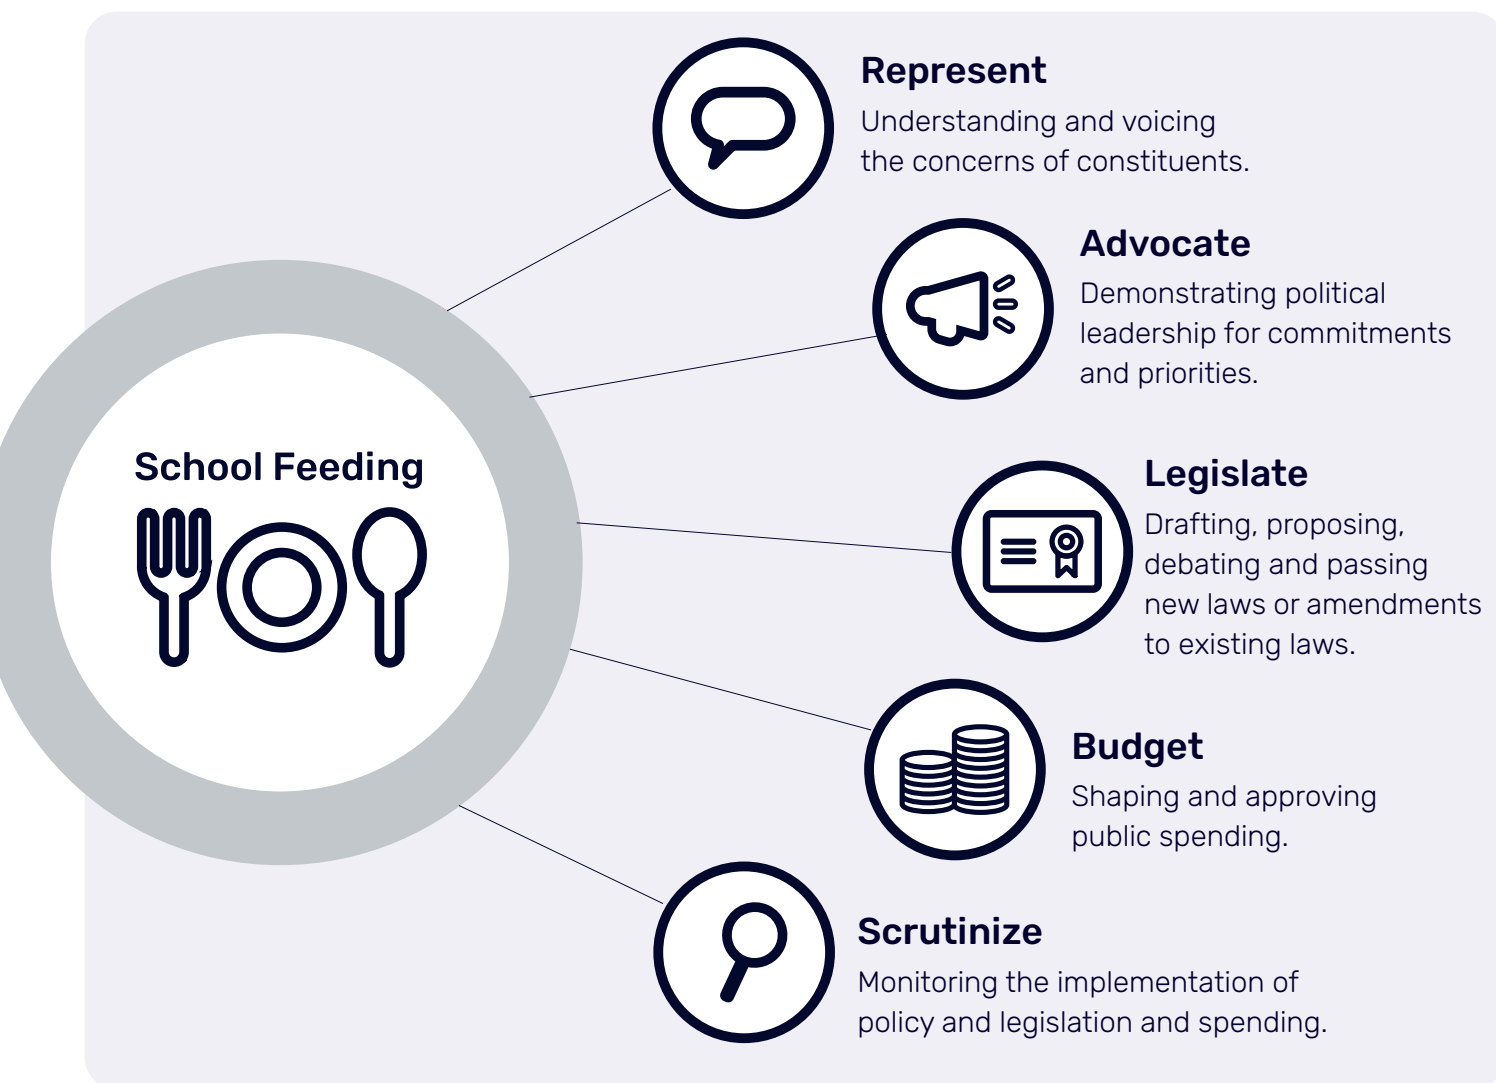 School Feeding
Represent
Understanding and voicing
the concerns of constituents.
Advocate
Demonstrating political
leadership for commitments
and priorities.
Legislate
Drafting, proposing,
debating and passing
new laws or amendments
to existing laws.
Budget
Shaping and approving
public spending.
Scrutinize
Monitoring the implementation of
policy and legislation and spending.